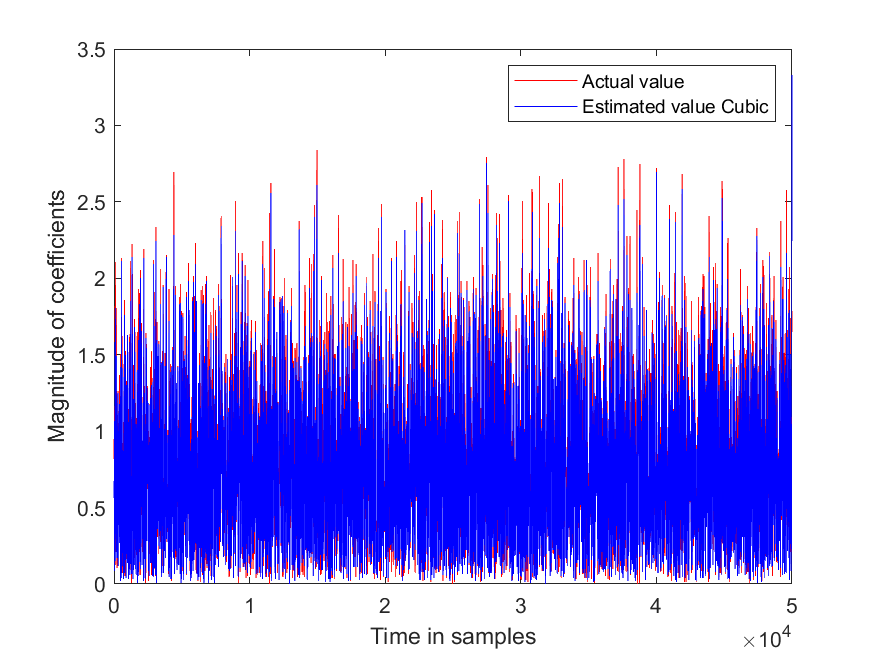 3.5
3
2.5
2
1.5
1
0.5
0
Magnitude of coefficients
Actual value
Estimated value Cubic
0 1 2 3 4 5
Time in samples
×10⁴